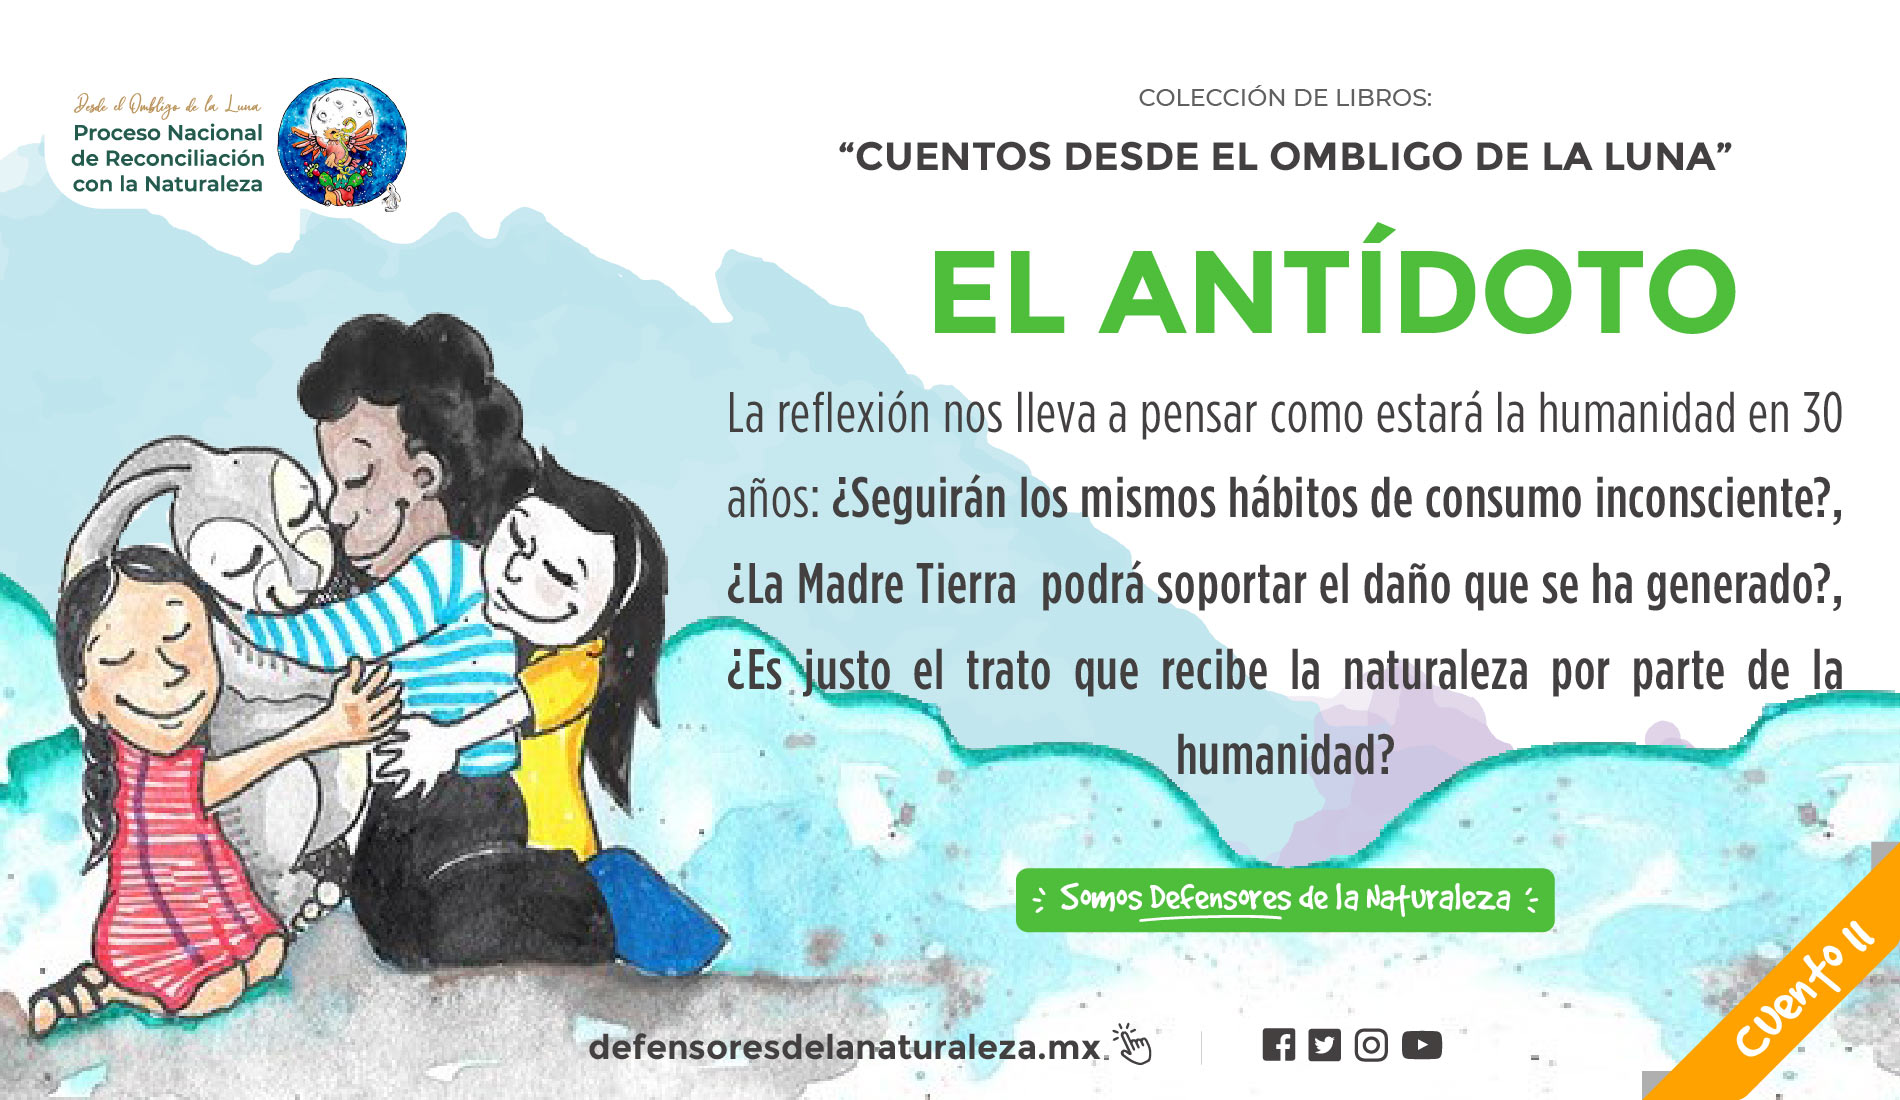 Desde el Ombligo de la Luna
Proceso Nacional
de Reconciliación
con la Naturaleza
COLECCIÓN DE LIBROS:
“CUENTOS DESDE EL OMBLIGO DE LA LUNA”
EL ANTÍDOTO
La reflexión nos lleva a pensar como estará la humanidad en 30
años: ¿Seguirán los mismos hábitos de consumo inconsciente?,
¿La Madre Tierra podrá soportar el daño que se ha generado?,
¿Es justo el trato que recibe la naturaleza por parte de la
humanidad?
Somos Defensores de la Naturaleza
Cuento II
defensoresdelanaturaleza.mx